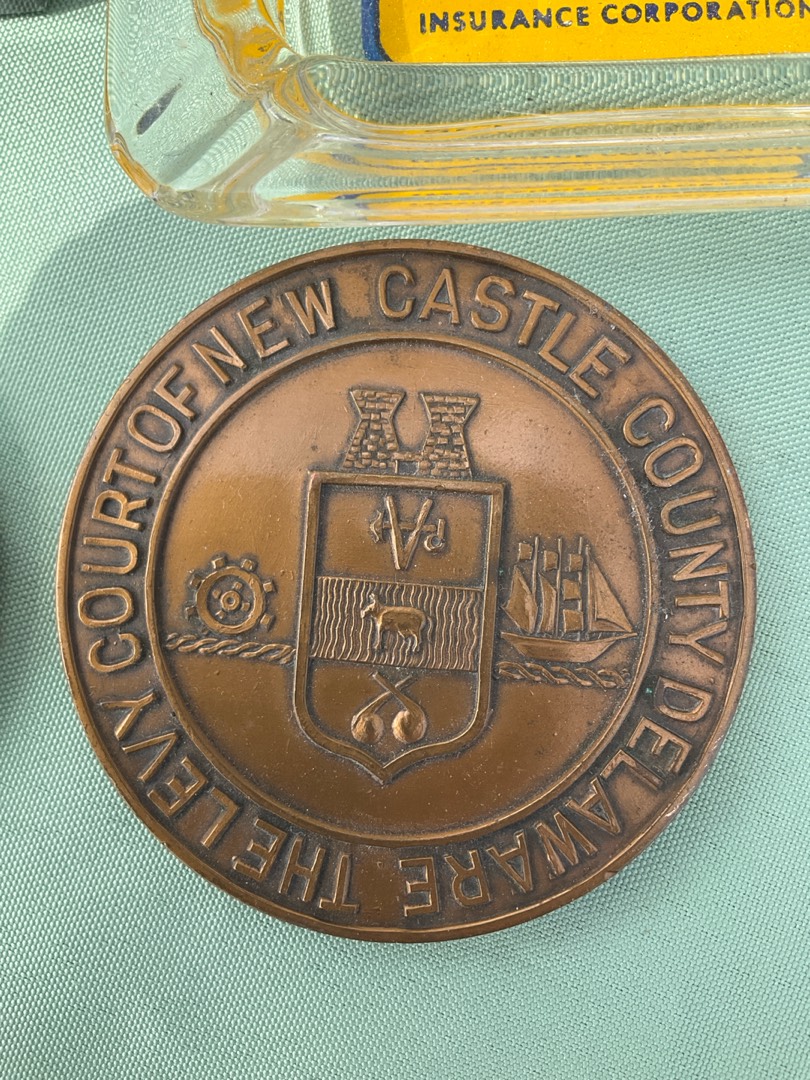 INSURANCE CORPORATION
THE LEVY COURT OF NEW CASTLE COUNTY DELAWARE